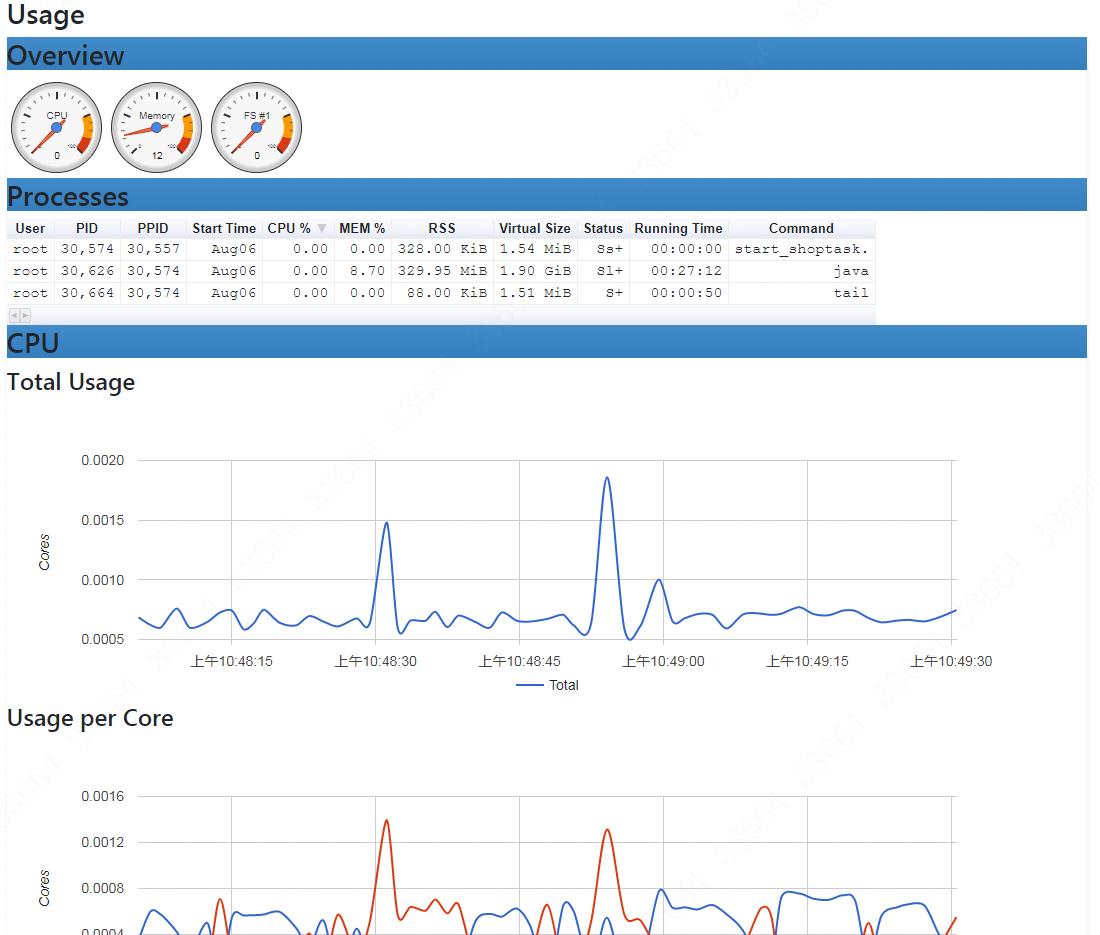 Usage
Overview
CPU Memory FS #1
100 0 100 100
0 12 0
Processes
User PID PPID Start Time CPU % ▼ MEM % RSS Virtual Size Status Running Time Command
root 30,574 30,557 Aug06 0.00 0.00 328.00 KiB 1.54 MiB Ss+ 00:00:00 start_shoptask.
root 30,626 30,574 Aug06 0.00 8.70 329.95 MiB 1.90 GiB Sl+ 00:27:12 java
root 30,664 30,574 Aug06 0.00 0.00 88.00 KiB 1.51 MiB S+ 00:00:50 tail
CPU
Total Usage
0.0020
0.0015
Cores
0.0010
0.0005
上午10:48:15 上午10:48:30 上午10:48:45 上午10:49:00 上午10:49:15 上午10:49:30
Total
Usage per Core
0.0016
0.0012
Cores
0.0008
0.0004
33664